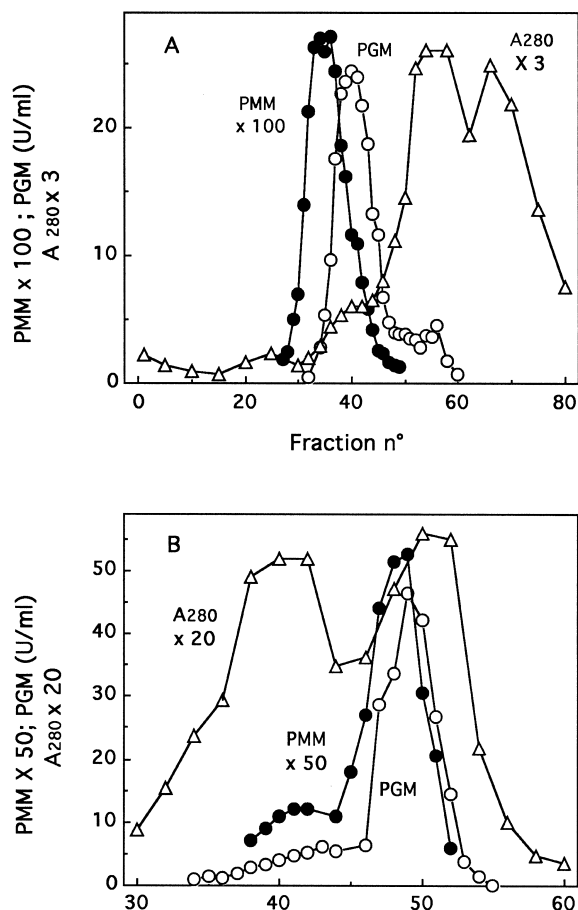 A
PGM
A280
X 3
PMM
x 100
PMM x 100 ; PGM (U/ml)
A 280 X 3
20
10
0
0 20 40 60 80
Fraction n°
B
A280
x 20
PMM
x 50
PGM
PMM X 50; PGM (U/ml)
A280 X 20
50
40
30
20
10
0
30 40 50 60